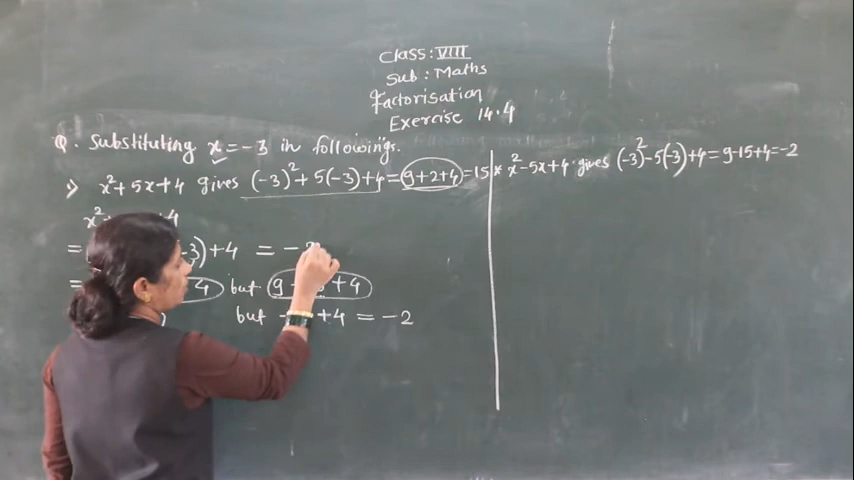 Class: VIII
Sub: Maths
Factorisation
Exercise 14.4
Q. Substituting x = -3 in followings.
x² + 5x + 4 gives (-3)² + 5(-3) + 4 = 9 + 2 + 4 = 15
x²
= -3) + 4 = -
= 4 but 9 + 4
but + 4 = -2
* x² - 5x + 4 gives (-3)² - 5(-3) + 4 = 9 - 15 + 4 = -2